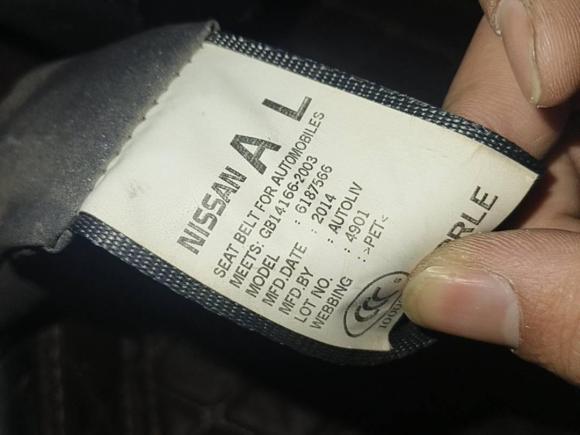 NISSAN A L
SEAT BELT FOR AUTOMOBILES
MEETS: GB14166-2003
MODEL : 6187566
MFD.DATE : 2014
MFD.BY : AUTOLIV
LOT NO. : 4901
WEBBING : >PET<
CCC S
RLE